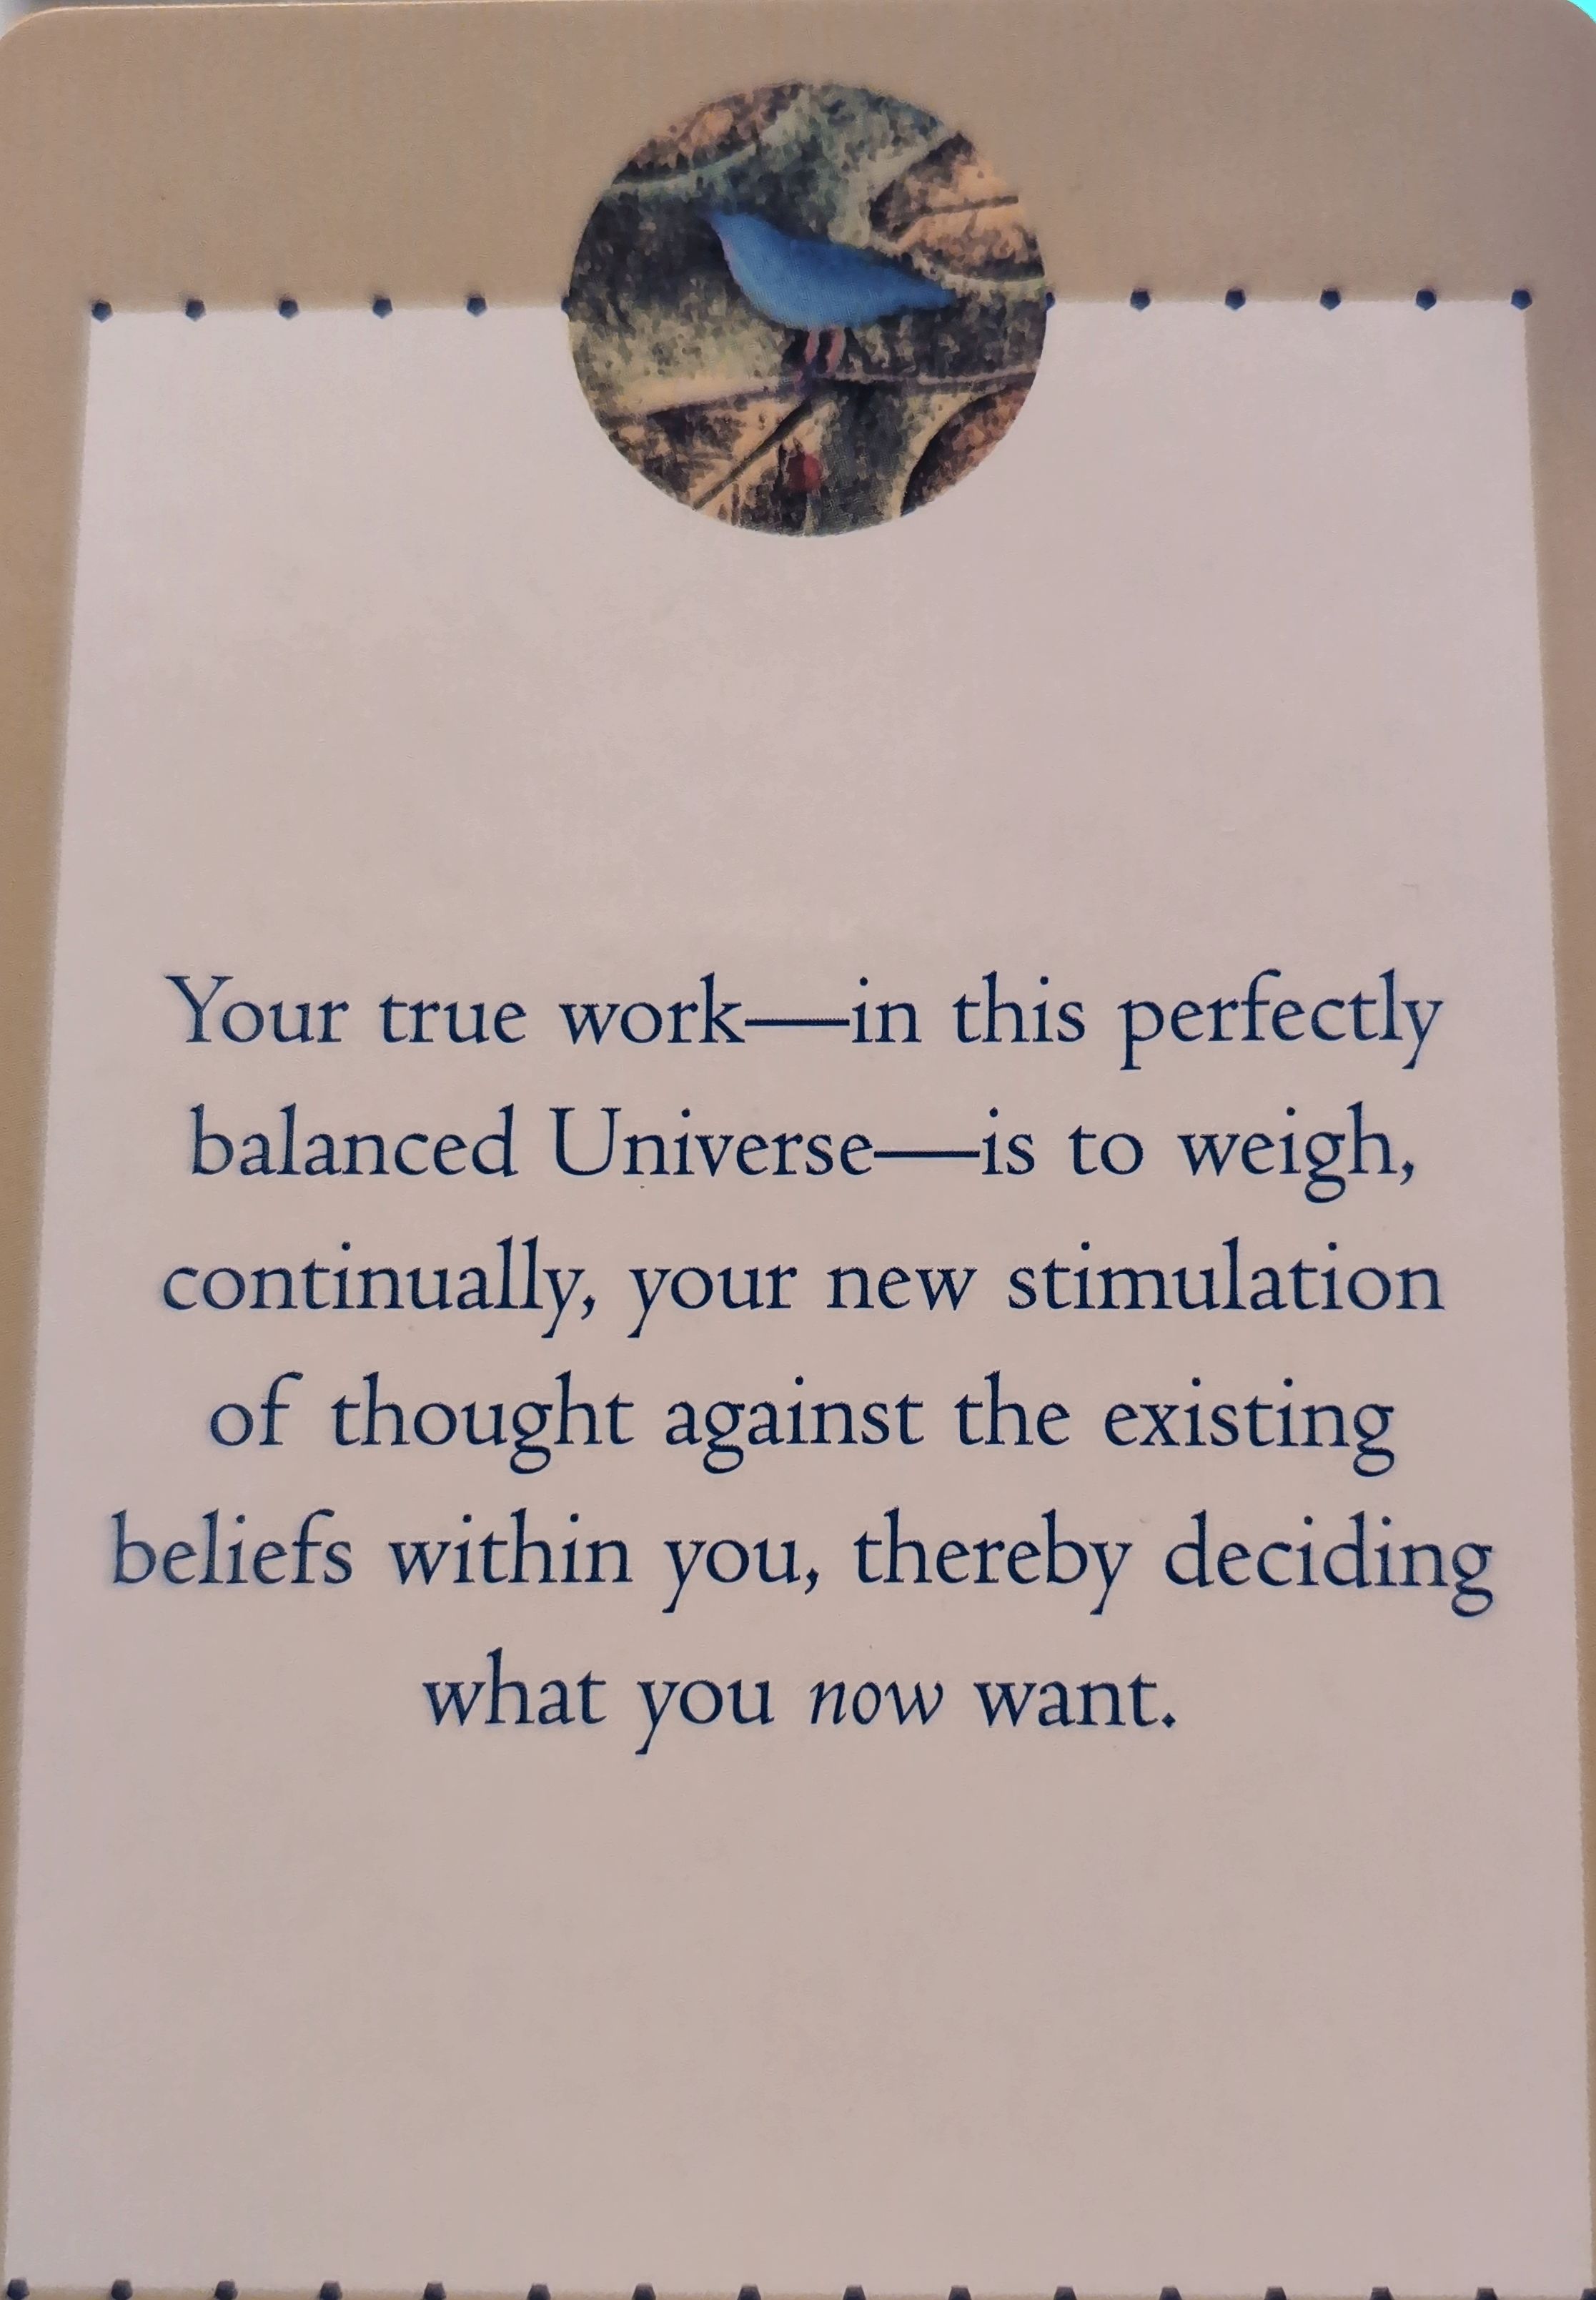 Your true work—in this perfectly
balanced Universe—is to weigh,
continually, your new stimulation
of thought against the existing
beliefs within you, thereby deciding
what you now want.